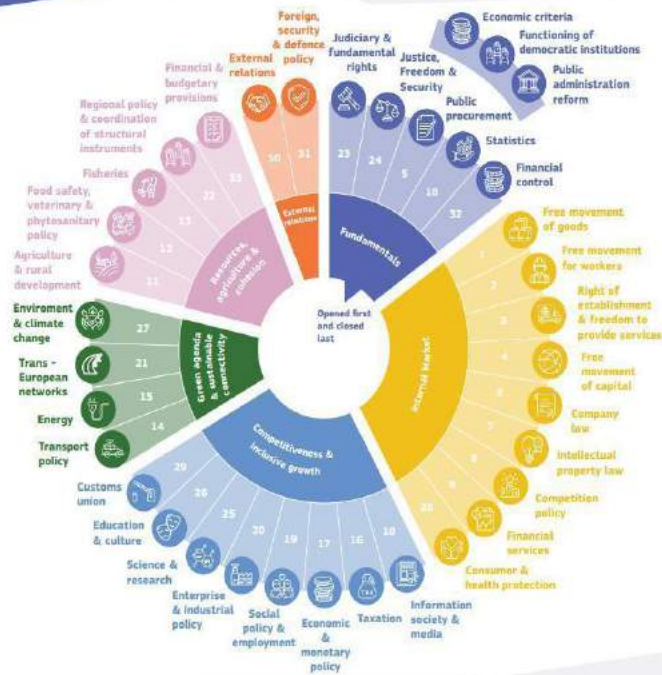 Economic criteria
Functioning of
democratic institutions
Public
administration
reform
Foreign,
security
& defence
policy
External
relations
Judiciary &
fundamental
rights
Justice,
Freedom &
Security
Public
procurement
Statistics
Financial
control
23
24
5
18
32
Fundamentals
Opened first
and closed
last
Free movement
of goods
Free movement
for workers
Right of
establishment
& freedom to
provide services
Free
movement
of capital
Company
law
Intellectual
property law
Competition
policy
Financial
services
Consumer &
health protection
1
2
3
4
6
7
8
9
28
Internal Market
Information
society &
media
Taxation
Economic
&
monetary
policy
Social
policy &
employment
Enterprise
& industrial
policy
Science &
research
Education
& culture
Customs
union
10
16
17
19
20
25
26
29
Competitiveness &
inclusive growth
Transport
policy
Energy
Trans -
European
networks
Enviroment
& climate
change
14
15
21
27
Green agenda
& sustainable
connectivity
Agriculture
& rural
development
Food safety,
veterinary &
phytosanitary
policy
Fisheries
Regional policy
& coordination
of structural
instruments
Financial &
budgetary
provisions
11
12
13
22
33
Resources,
agriculture &
cohesion
30
31
External
relations